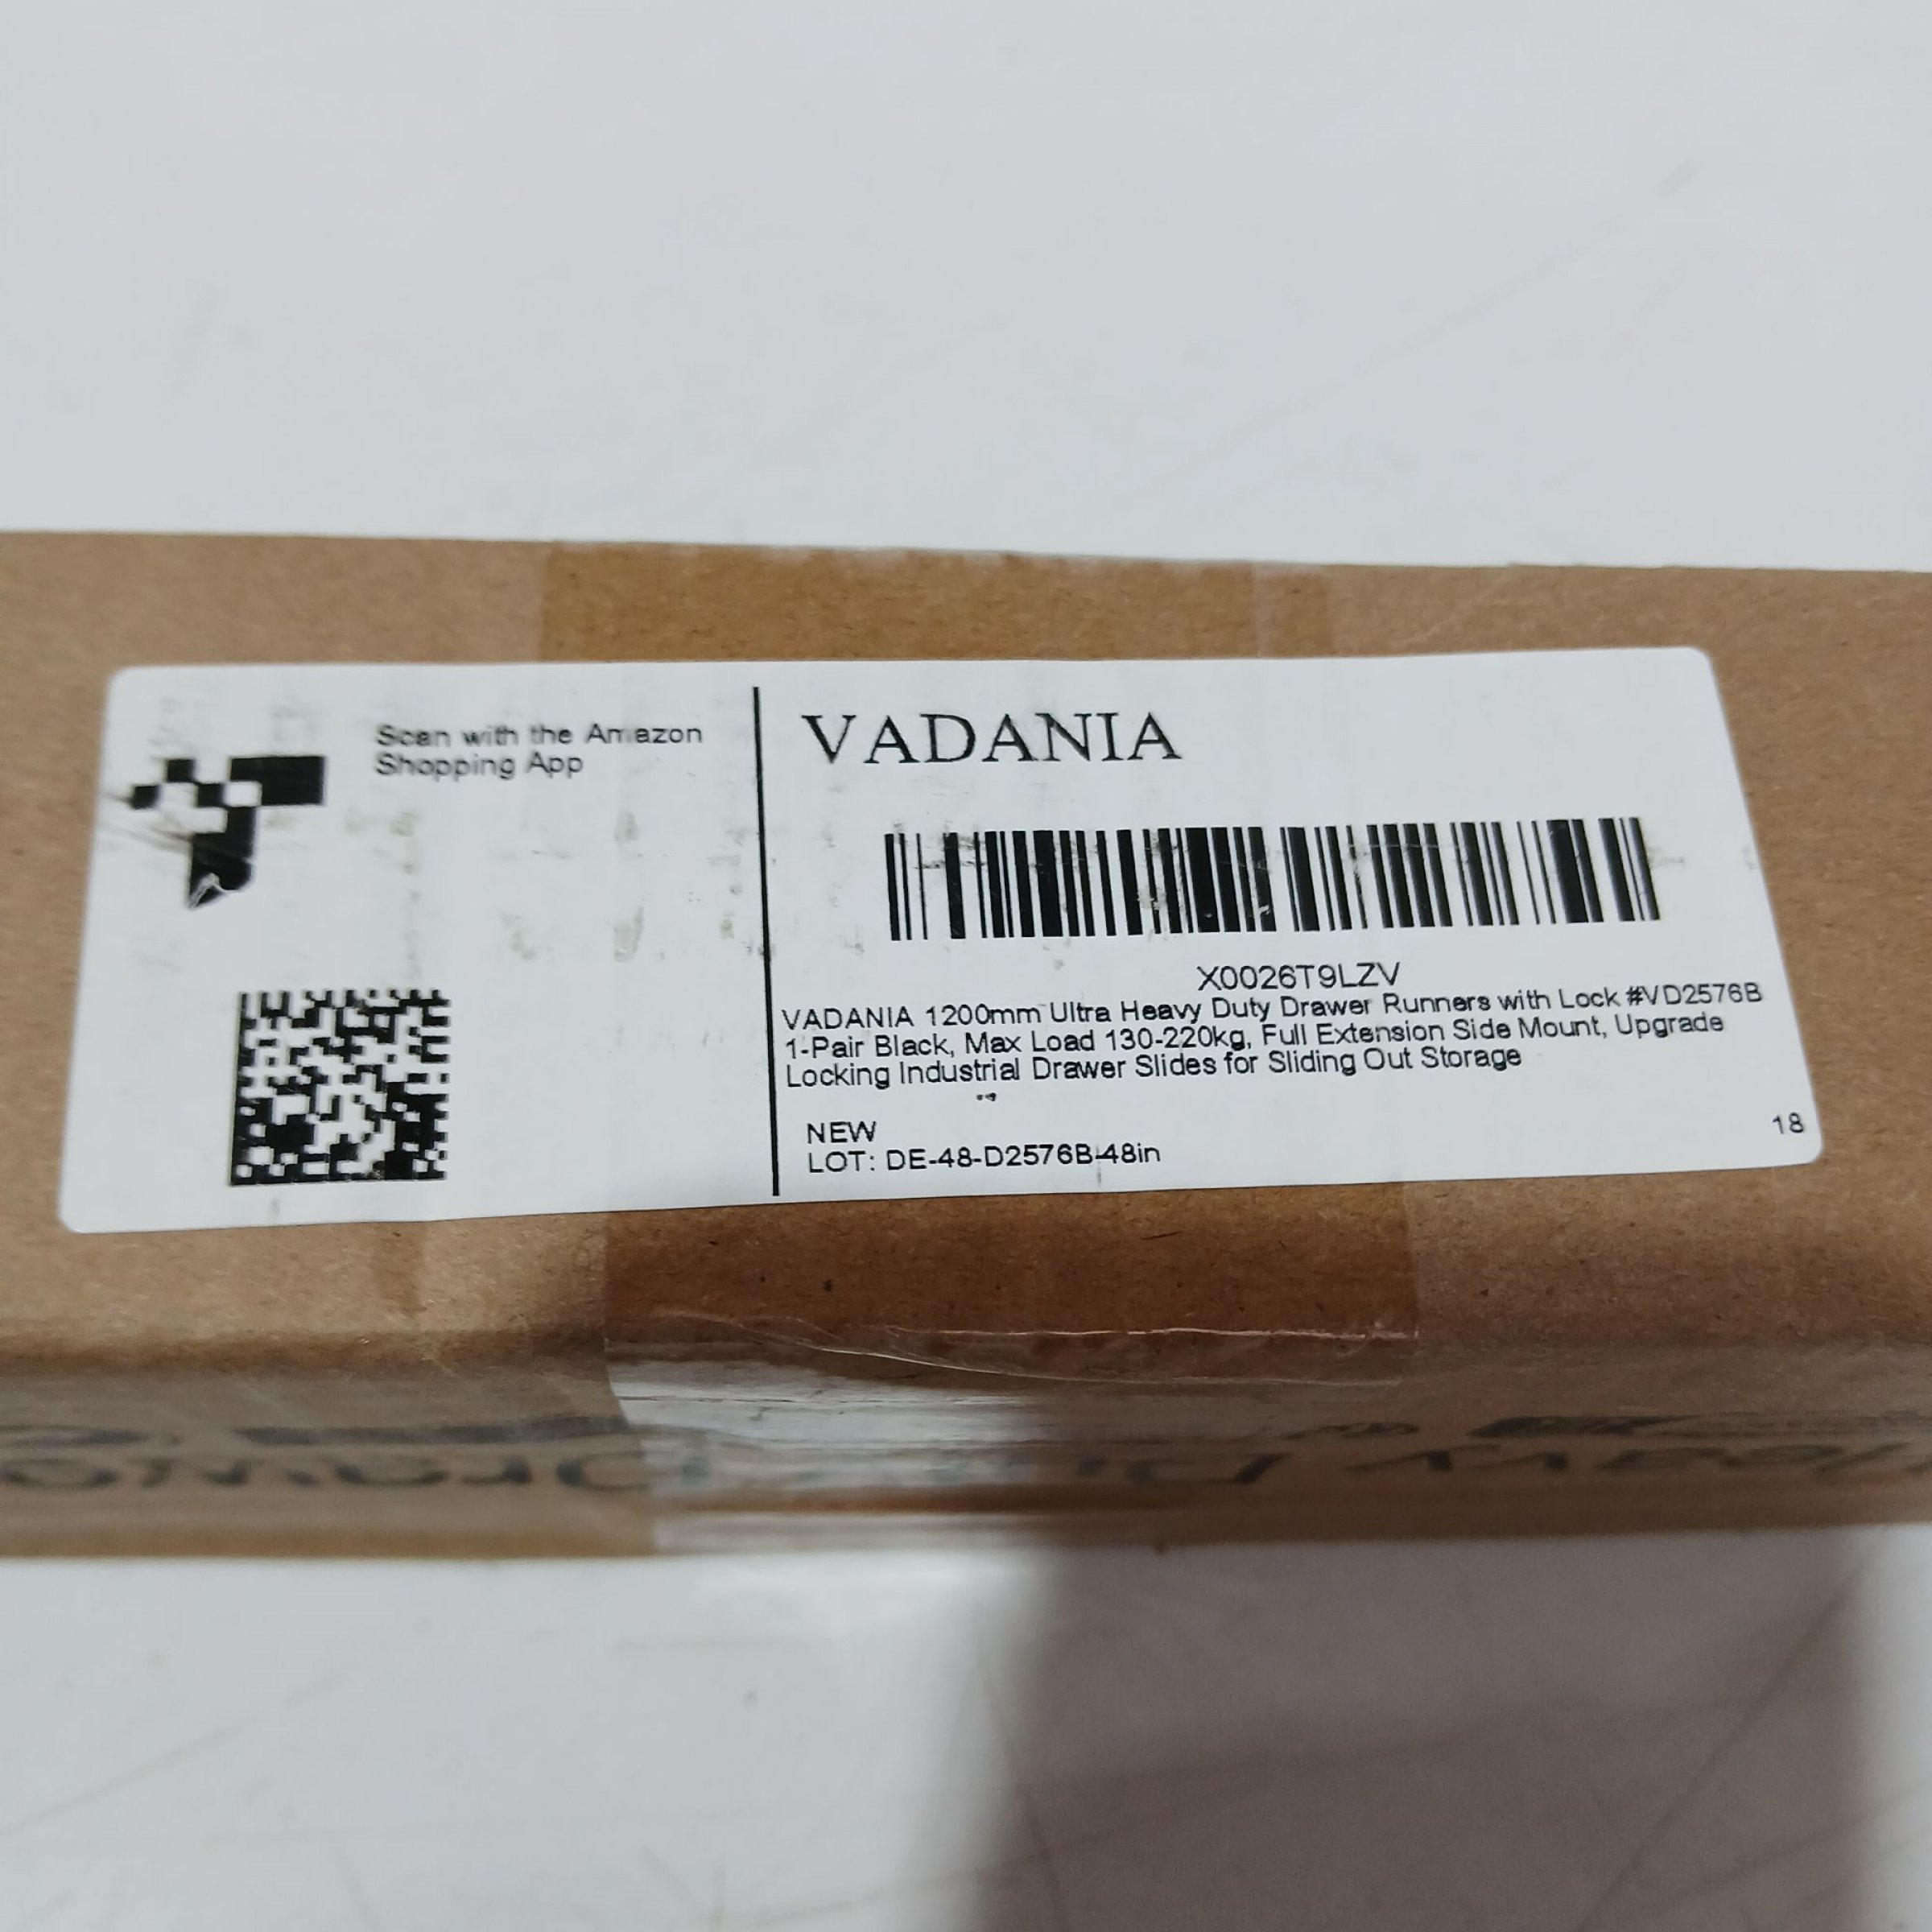 Scan with the Amazon
Shopping App
VADANIA
X0026T9LZV
VADANIA 1200mm Ultra Heavy Duty Drawer Runners with Lock #VD2576B
1-Pair Black, Max Load 130-220kg, Full Extension Side Mount, Upgrade
Locking Industrial Drawer Slides for Sliding Out Storage
NEW
LOT: DE-48-D2576B-48in
18